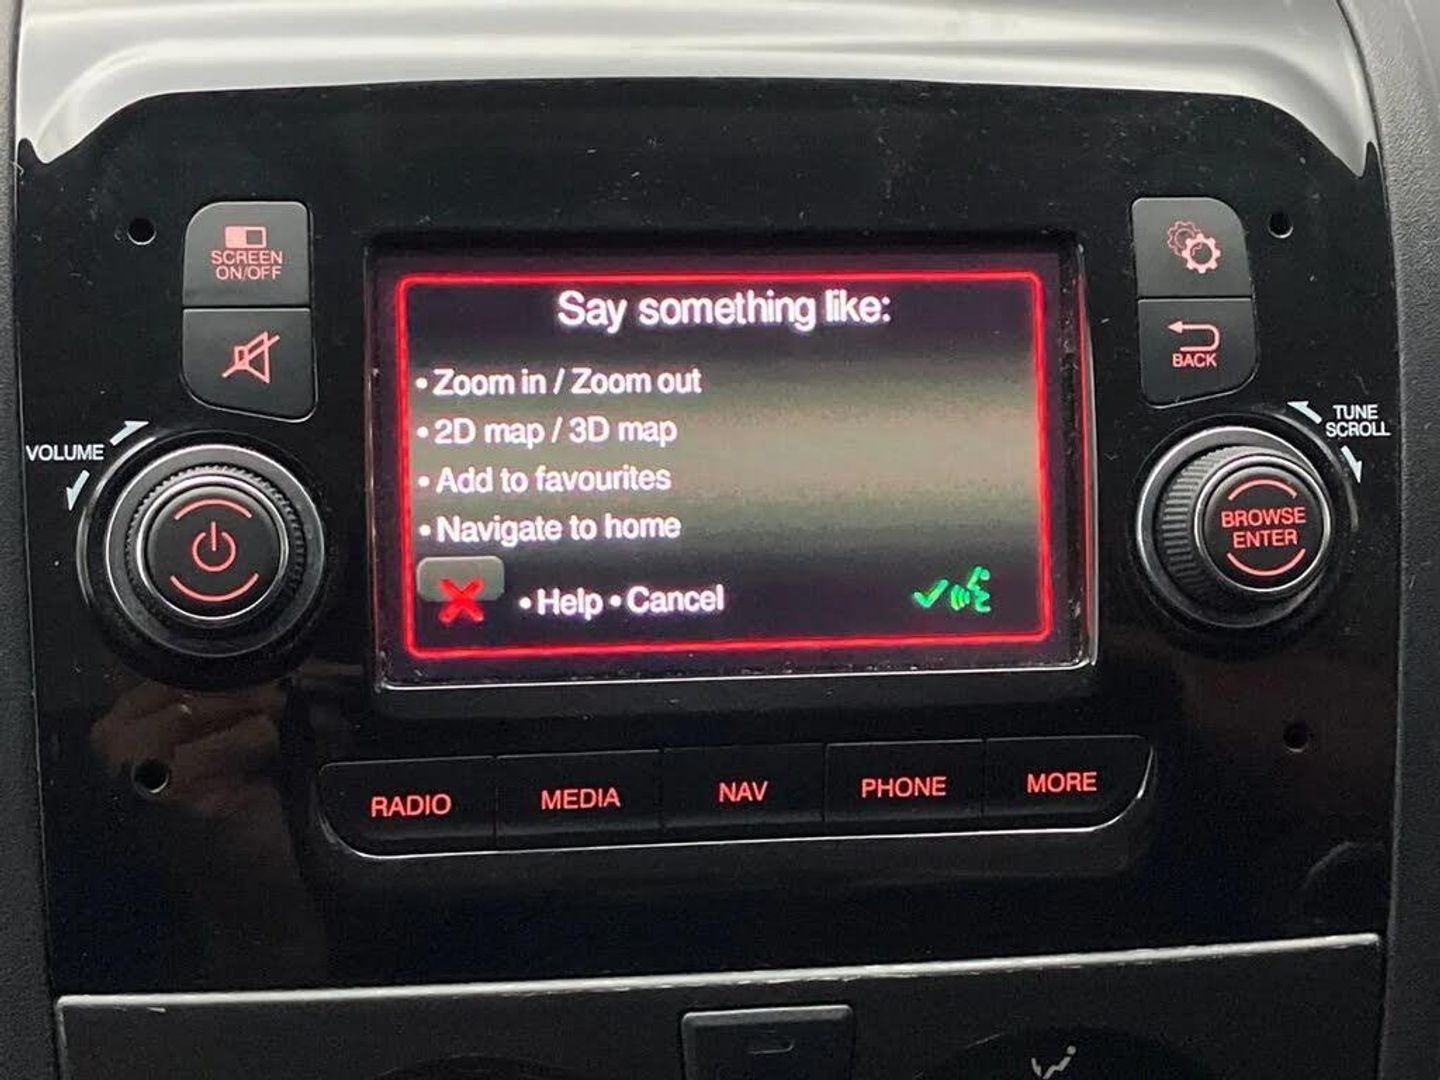 SCREEN
ON/OFF
VOLUME
Say something like:
•Zoom in / Zoom out
•2D map / 3D map
•Add to favourites
•Navigate to home
•Help •Cancel
BACK
TUNE
SCROLL
BROWSE
ENTER
RADIO
MEDIA
NAV
PHONE
MORE